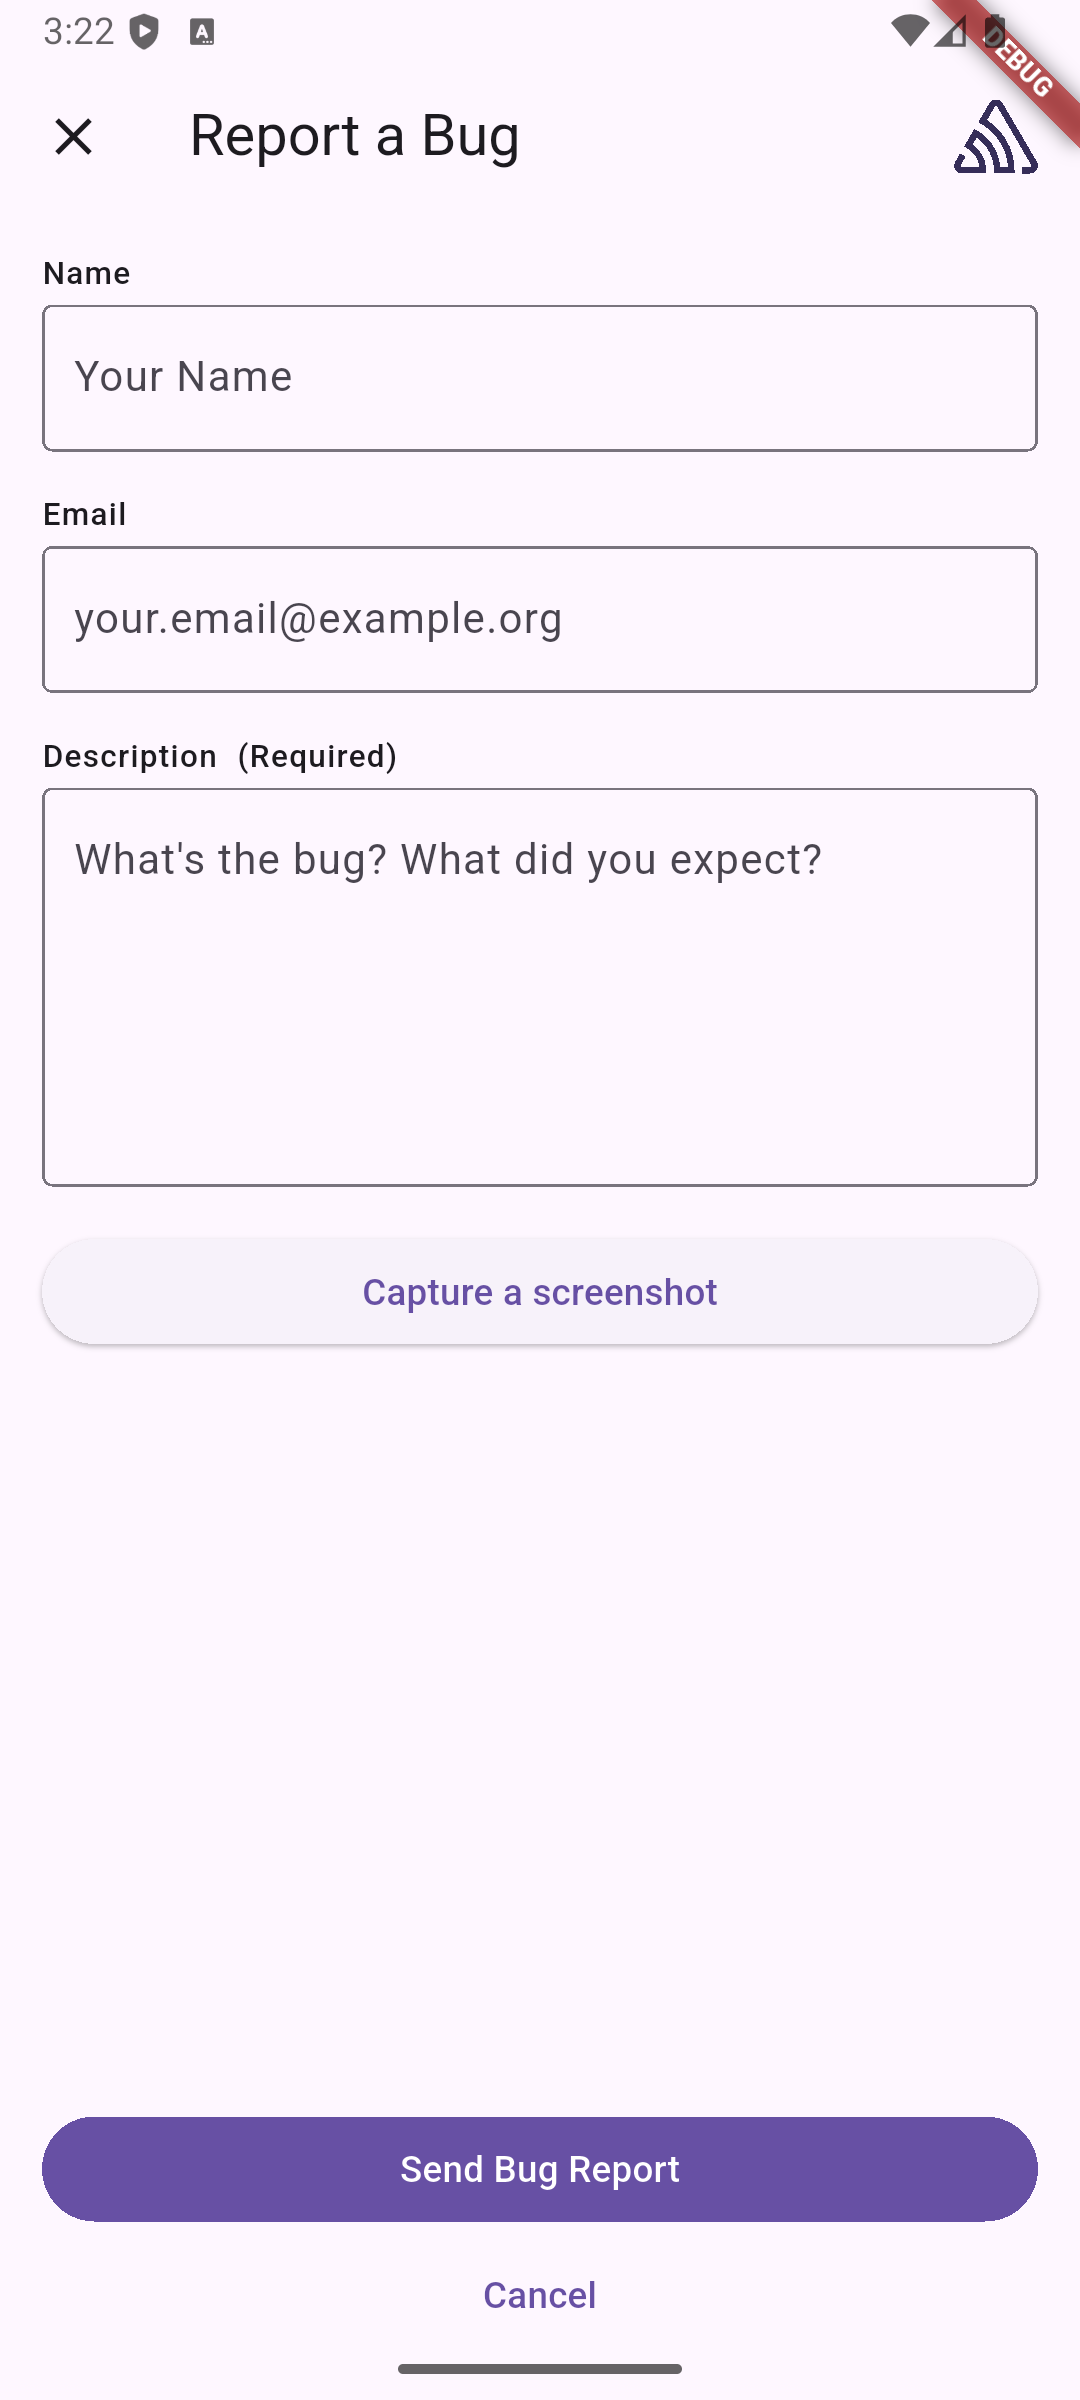 3:22
DEBUG
Report a Bug
Name
Your Name
Email
your.email@example.org
Description (Required)
What's the bug? What did you expect?
Capture a screenshot
Send Bug Report
Cancel